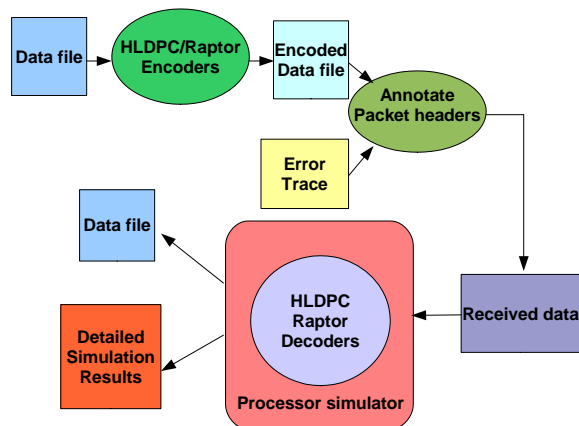 Data file
HLDPC/Raptor
Encoders
Encoded
Data file
Annotate
Packet headers
Error
Trace
Data file
HLDPC
Raptor
Decoders
Received data
Detailed
Simulation
Results
Processor simulator